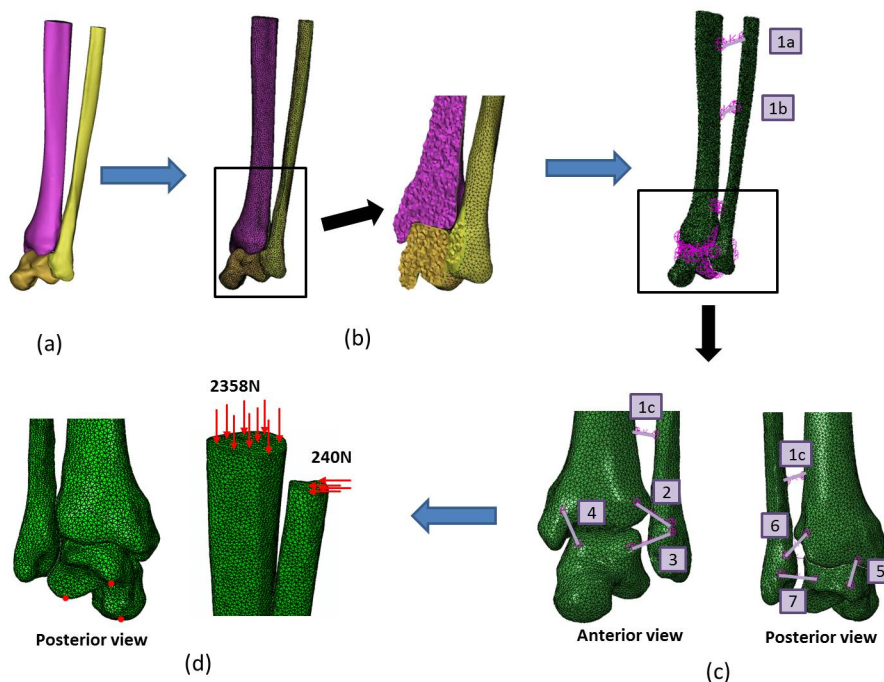 1a
1b
(a)
(b)
2358N
240N
1c
2
4
3
1c
6
5
7
Posterior view
Anterior view
Posterior view
(d)
(c)